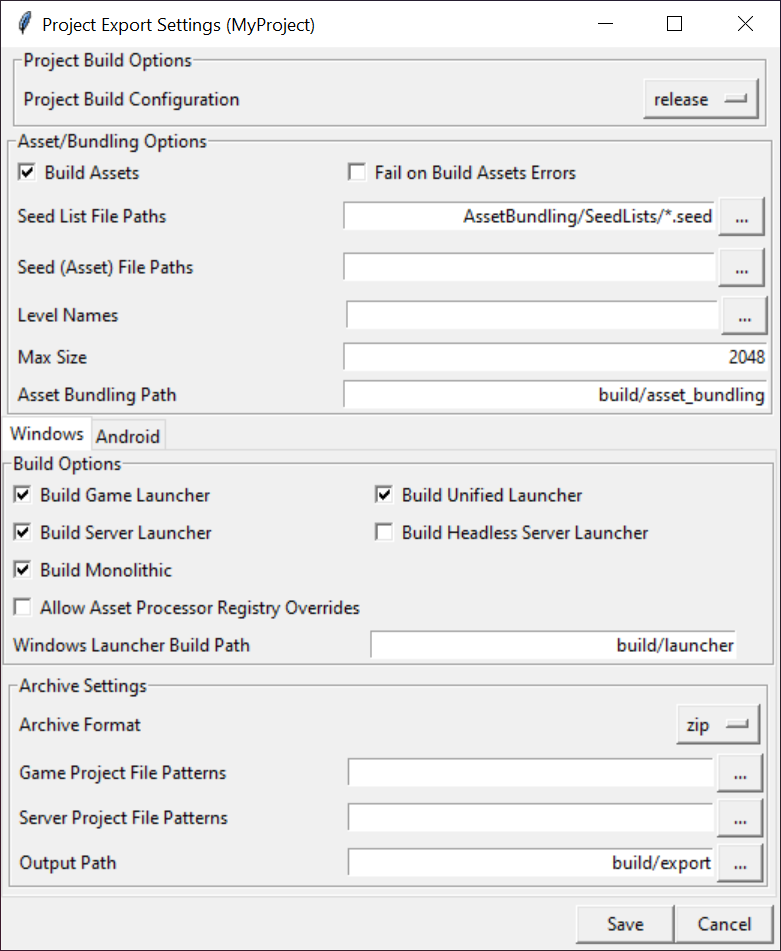 Project Export Settings (MyProject)
Project Build Options
Project Build Configuration release
Asset/Bundling Options
Build Assets Fail on Build Assets Errors
Seed List File Paths AssetBundling/SeedLists/*.seed ...
Seed (Asset) File Paths ...
Level Names ...
Max Size 2048
Asset Bundling Path build/asset_bundling
Windows Android
Build Options
Build Game Launcher Build Unified Launcher
Build Server Launcher Build Headless Server Launcher
Build Monolithic
Allow Asset Processor Registry Overrides
Windows Launcher Build Path build/launcher
Archive Settings
Archive Format zip
Game Project File Patterns ...
Server Project File Patterns ...
Output Path build/export ...
Save Cancel